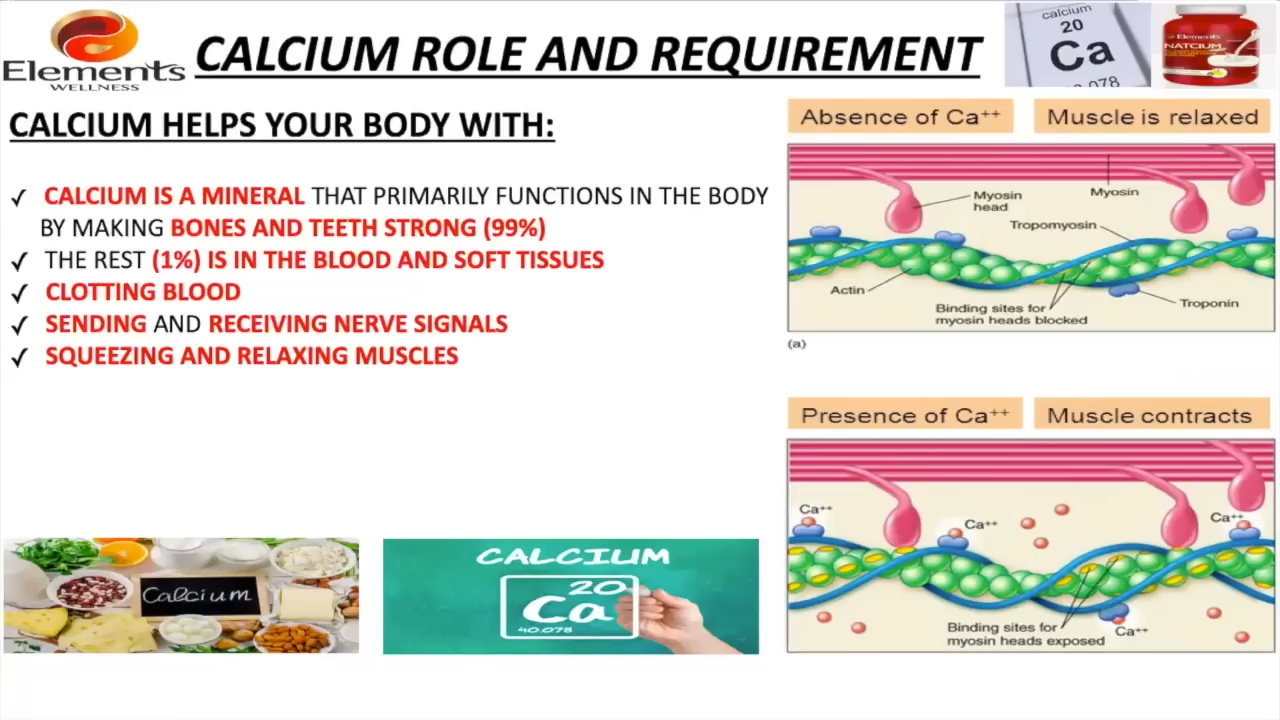 Elements
WELLNESS
CALCIUM ROLE AND REQUIREMENT
calcium
20
Ca
40.078
Elements
NATCIUM
CALCIUM HELPS YOUR BODY WITH:
✓ CALCIUM IS A MINERAL THAT PRIMARILY FUNCTIONS IN THE BODY
BY MAKING BONES AND TEETH STRONG (99%)
✓ THE REST (1%) IS IN THE BLOOD AND SOFT TISSUES
✓ CLOTTING BLOOD
✓ SENDING AND RECEIVING NERVE SIGNALS
✓ SQUEEZING AND RELAXING MUSCLES
Absence of Ca⁺⁺
Muscle is relaxed
Myosin
head
Myosin
Tropomyosin
Actin
Binding sites for
myosin heads blocked
Troponin
(a)
Presence of Ca⁺⁺
Muscle contracts
Ca⁺⁺
Ca⁺⁺
Ca⁺⁺
Binding sites for
myosin heads exposed
Ca⁺⁺
Calcium
CALCIUM
20
Ca
40.078